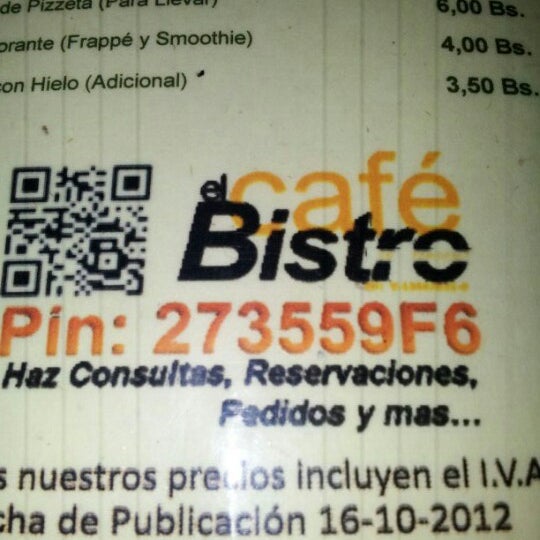 de Pizzeta (Para Llevar) 6,00 Bs.
orante (Frappé y Smoothie) 4,00 Bs.
con Hielo (Adicional) 3,50 Bs.
el café
Bistro
Pin: 273559F6
Haz Consultas, Reservaciones,
Pedidos y mas...
s nuestros precios incluyen el I.V.A
cha de Publicación 16-10-2012